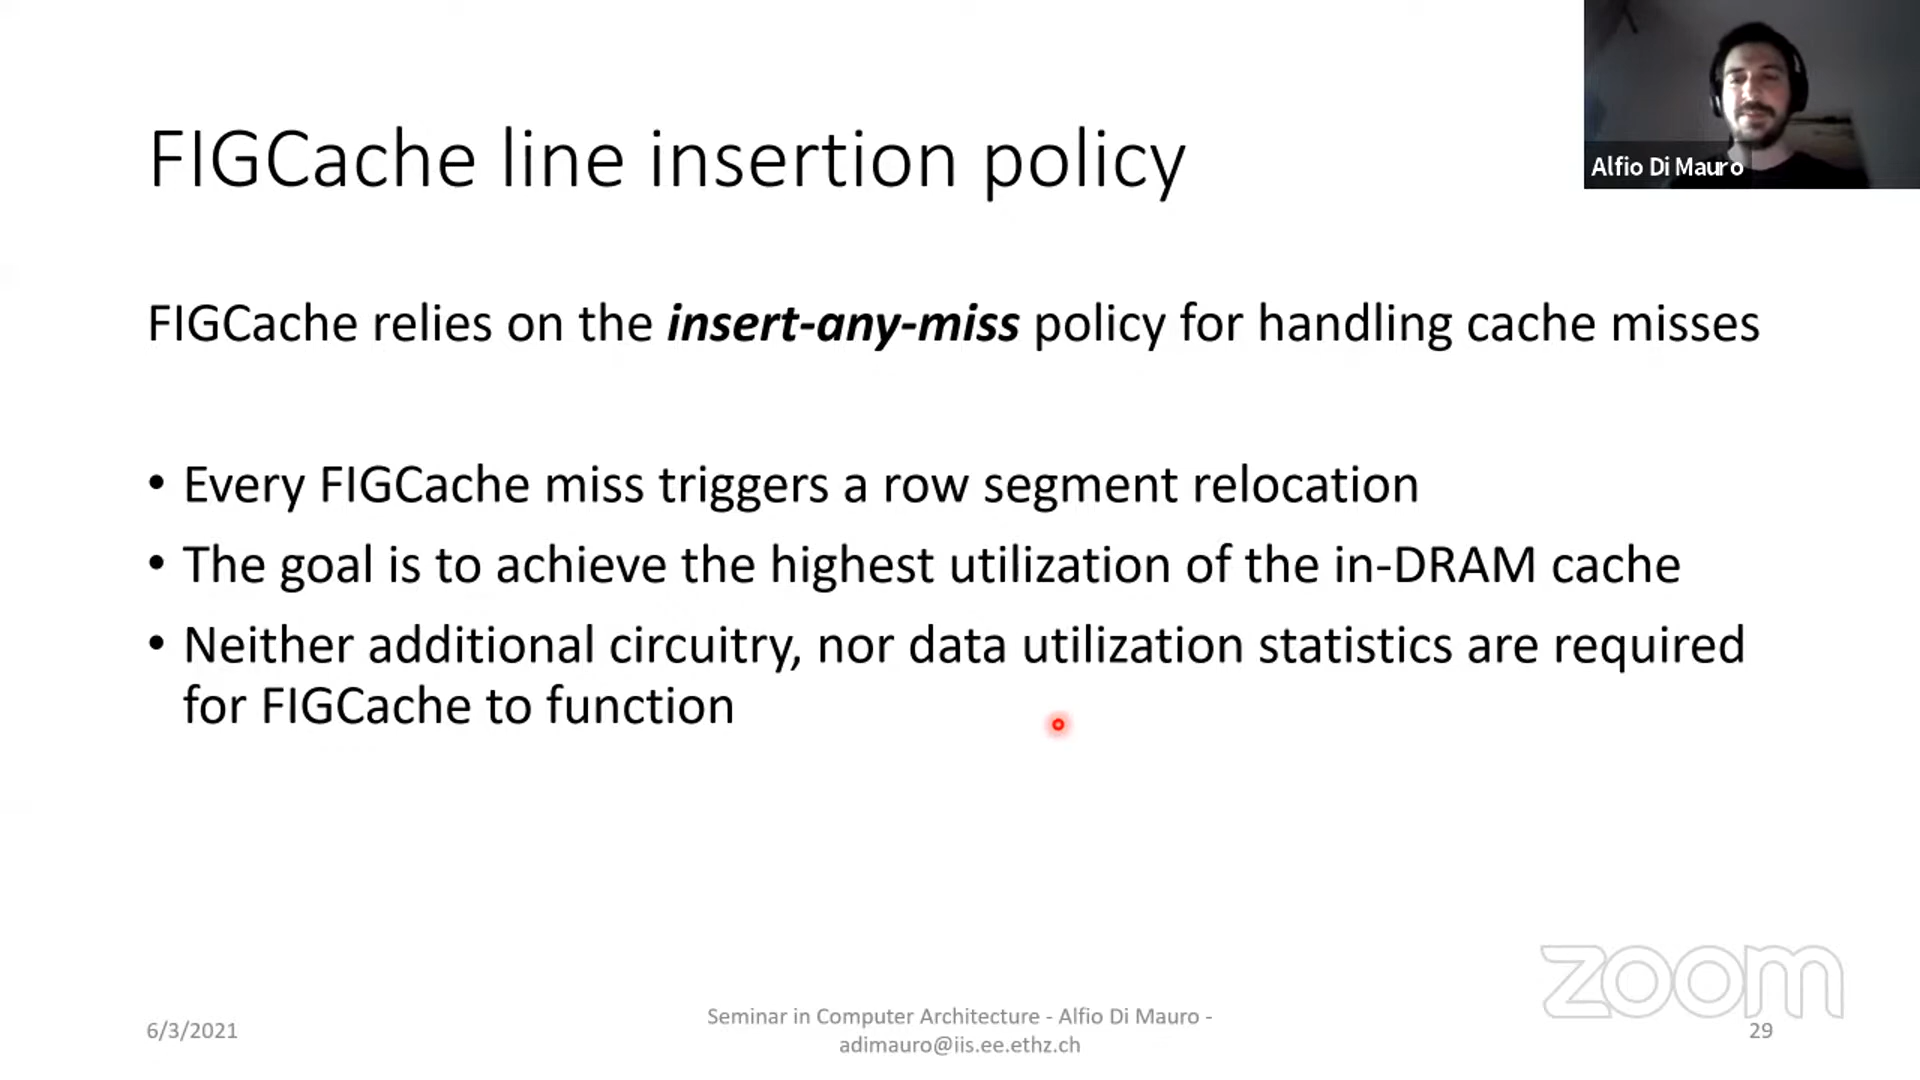 FIGCache line insertion policy
Alfio Di Mauro
FIGCache relies on the insert-any-miss policy for handling cache misses
• Every FIGCache miss triggers a row segment relocation
• The goal is to achieve the highest utilization of the in-DRAM cache
• Neither additional circuitry, nor data utilization statistics are required
for FIGCache to function
zoom
6/3/2021
Seminar in Computer Architecture - Alfio Di Mauro -
adimauro@iis.ee.ethz.ch
29